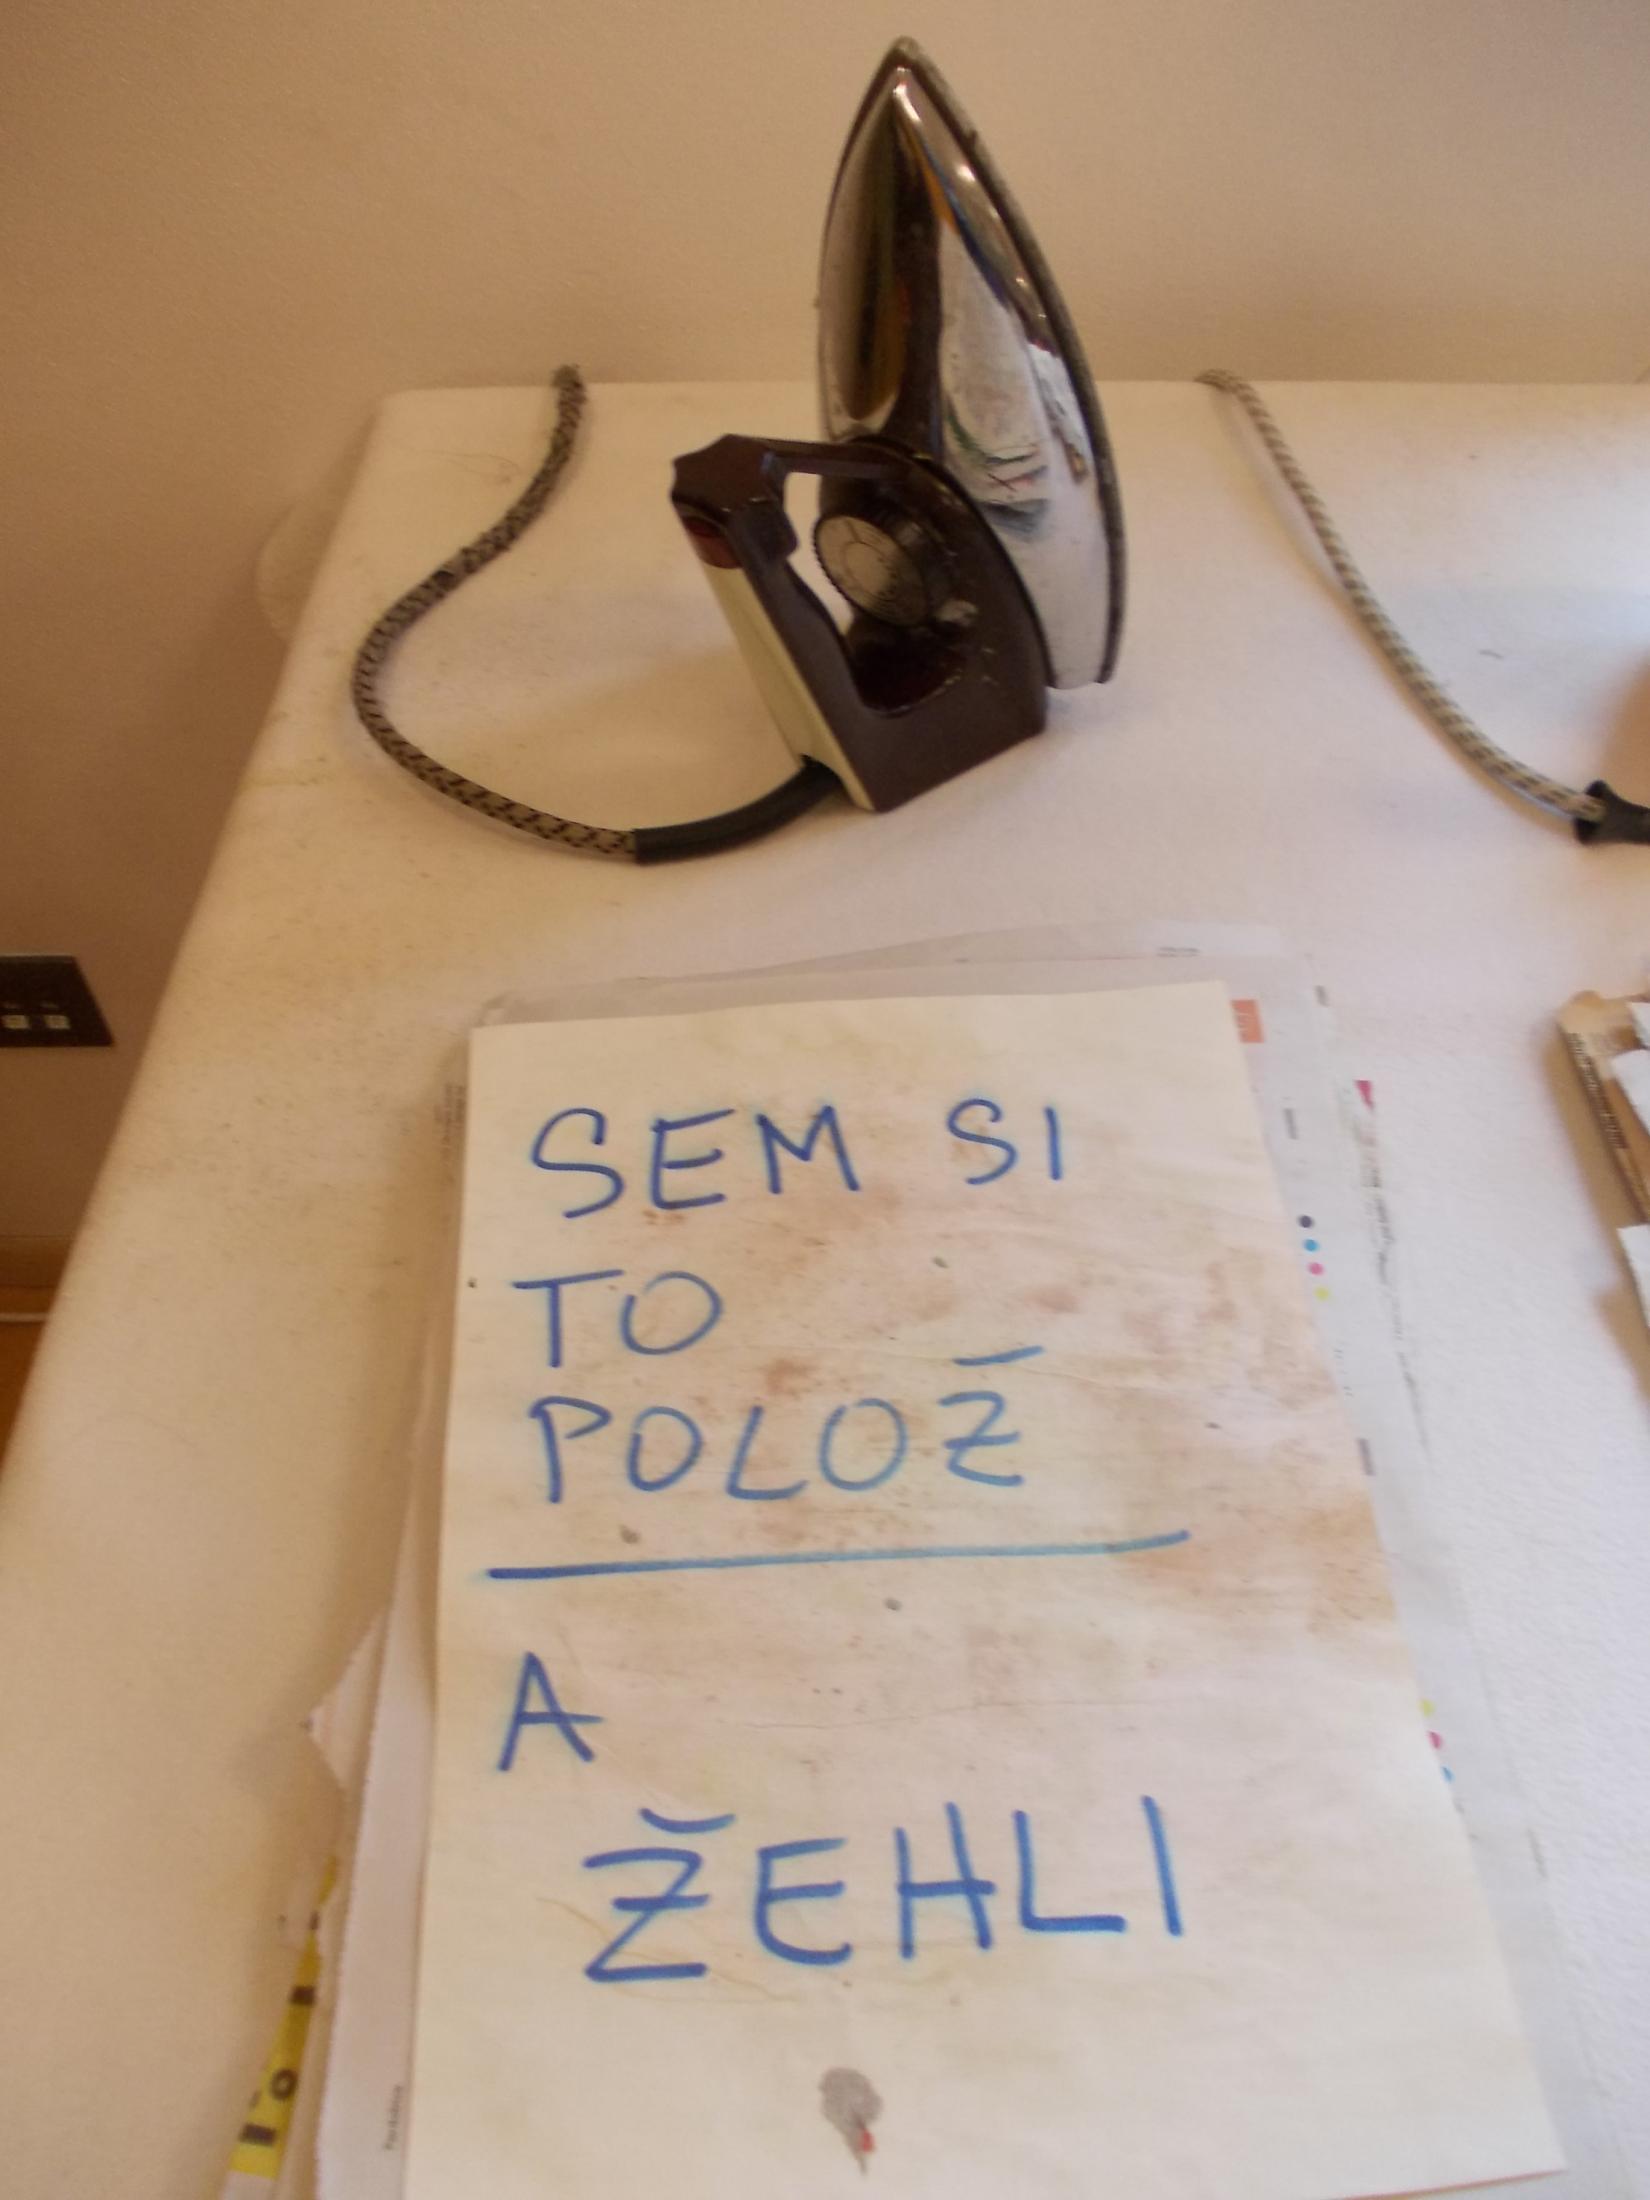 SEM SI
TO
POLOŽ
A
ŽEHLI